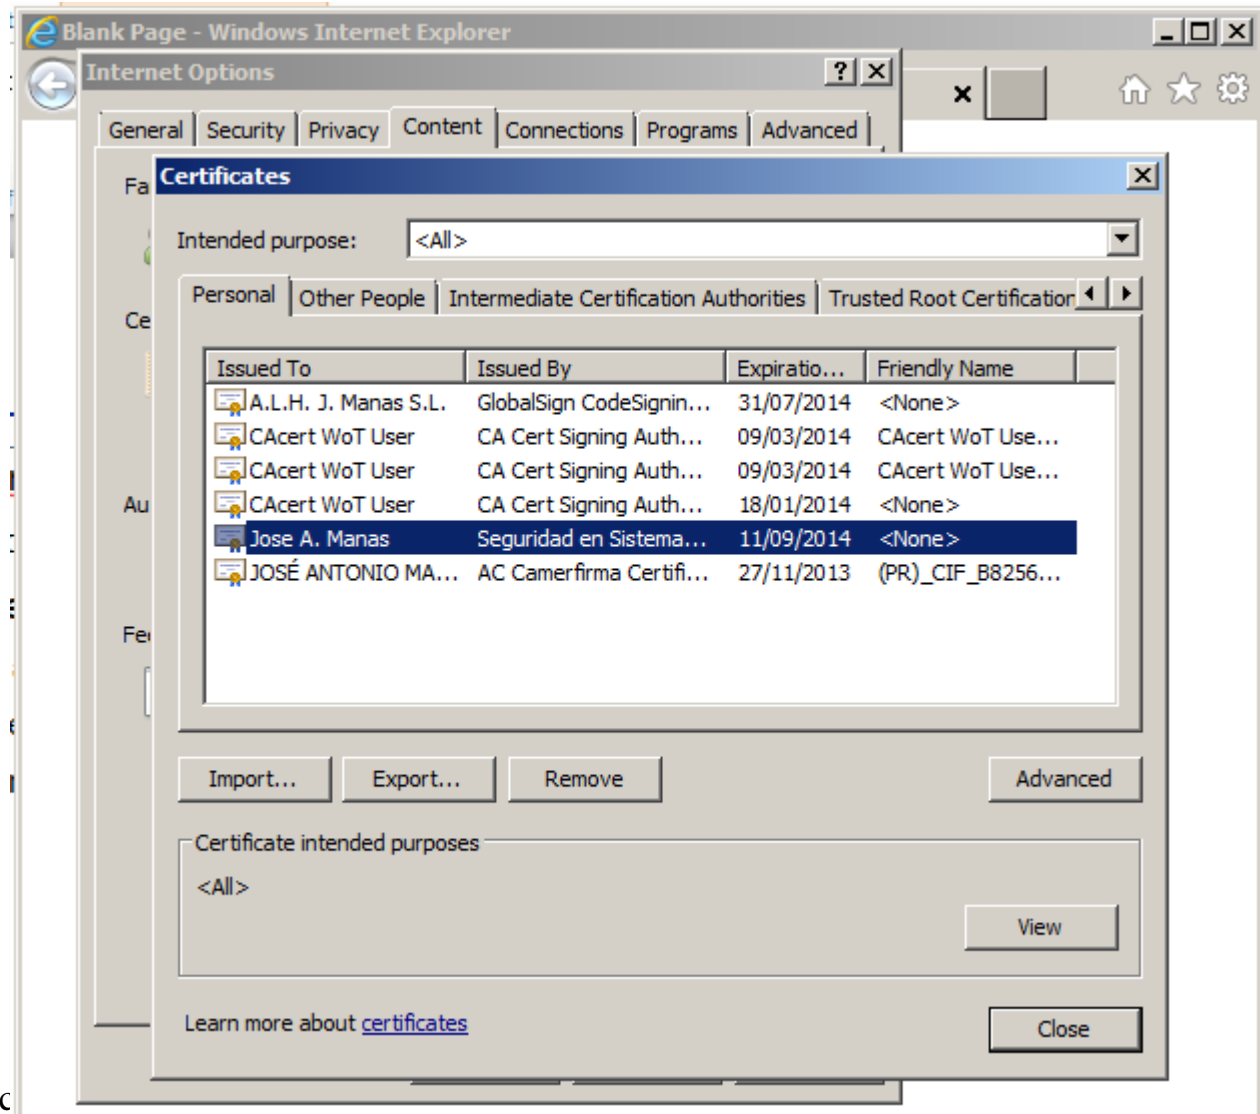 Blank Page - Windows Internet Explorer
Internet Options
General Security Privacy Content Connections Programs Advanced
Certificates
Intended purpose: <All>
Personal Other People Intermediate Certification Authorities Trusted Root Certification
Issued To Issued By Expiratio... Friendly Name
A.L.H. J. Manas S.L. GlobalSign CodeSignin... 31/07/2014 <None>
CAcert WoT User CA Cert Signing Auth... 09/03/2014 CAcert WoT Use...
CAcert WoT User CA Cert Signing Auth... 09/03/2014 CAcert WoT Use...
CAcert WoT User CA Cert Signing Auth... 18/01/2014 <None>
Jose A. Manas Seguridad en Sistema... 11/09/2014 <None>
JOSÉ ANTONIO MA... AC Camerfirma Certifi... 27/11/2013 (PR)_CIF_B8256...
Import... Export... Remove Advanced
Certificate intended purposes
<All>
View
Learn more about certificates
Close